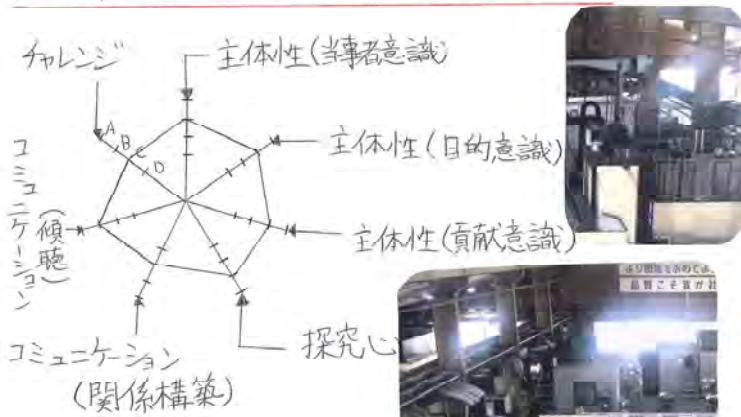 チャレンジ
主体性(当事者意識
A
B
C
D
主体性(目的意識)
主体性(貢献意識)
コミュニケーション
(傾聴)
探究心
コミュニケーション
(関係構築)
品質こそ我が社